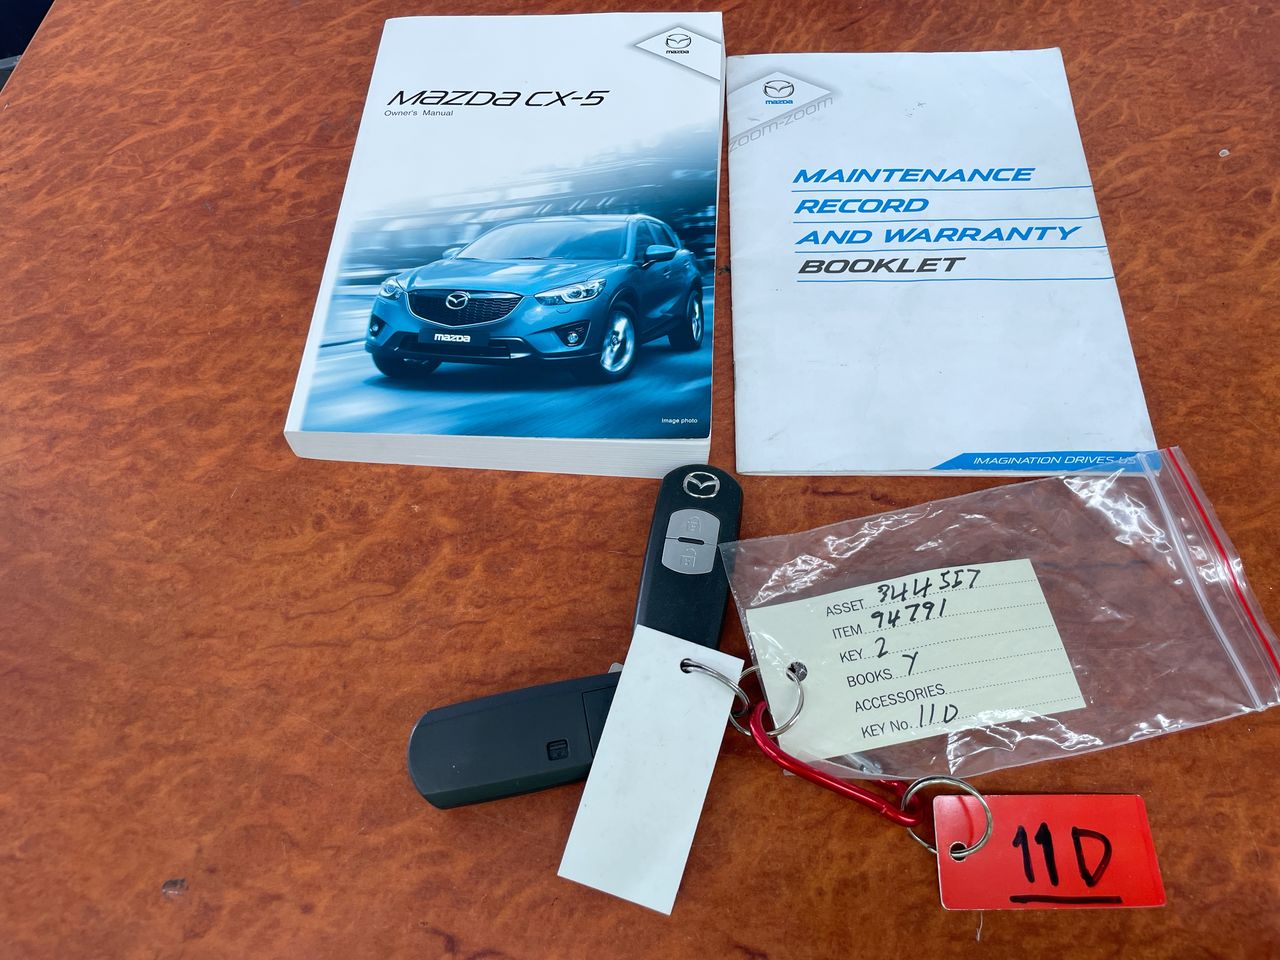 mazda
MAZDA CX-5
Owner's Manual
mazda
Image photo
mazda
zoom-zoom
MAINTENANCE
RECORD
AND WARRANTY
BOOKLET
IMAGINATION DRIVES US
ASSET 344557
ITEM 94791
KEY 2
BOOKS Y
ACCESSORIES
KEY No. 11D
11D